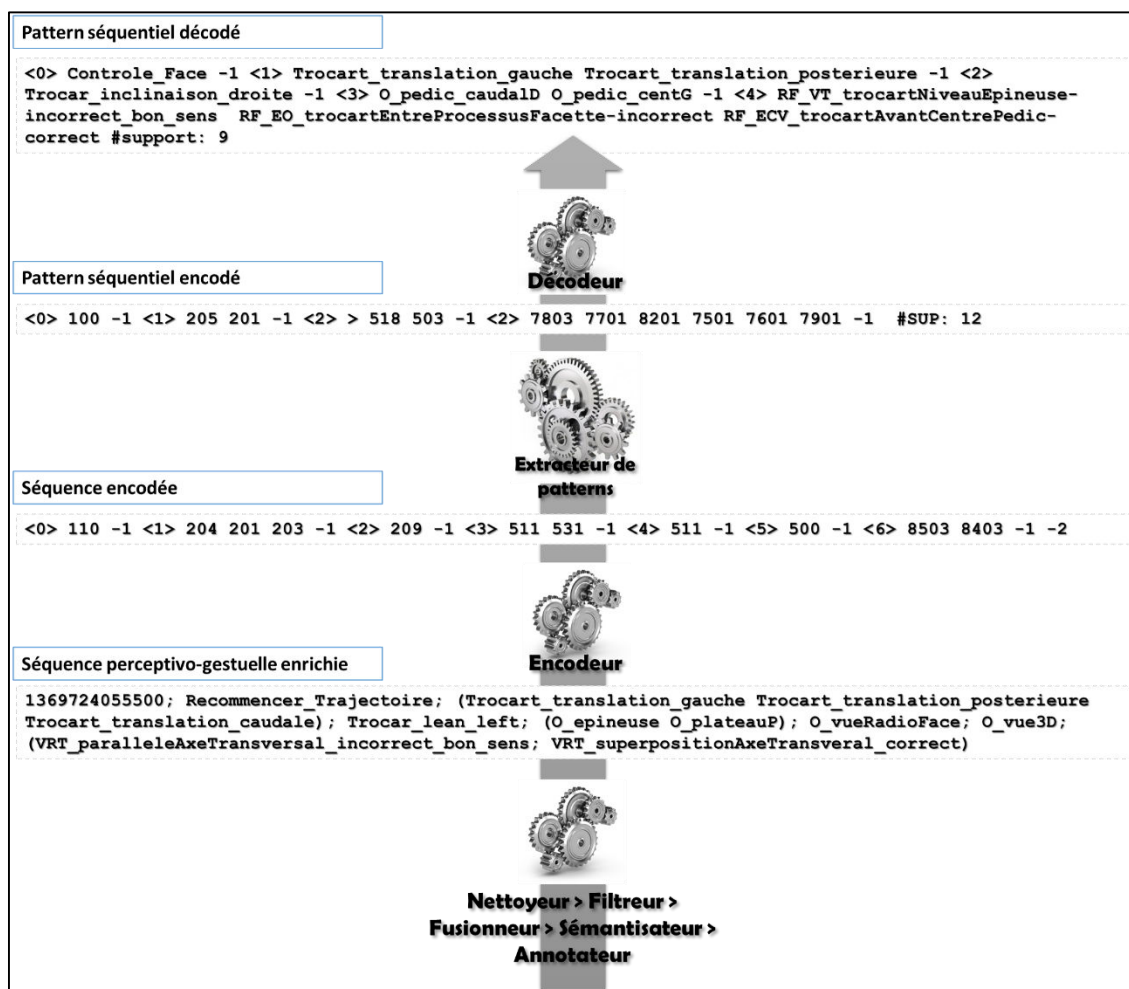 Pattern séquentiel décodé
<0> Controle_Face -1 <1> Trocart_translation_gauche Trocart_translation_posterieure -1 <2>
Trocar_inclinaison_droite -1 <3> O_pedic_caudalD O_pedic_centG -1 <4> RF_VT_trocartNiveauEpineuse-
incorrect_bon_sens RF_EO_trocartEntreProcessusFacette-incorrect RF_ECV_trocartAvantCentrePedic-
correct #support: 9
Décodeur
Pattern séquentiel encodé
<0> 100 -1 <1> 205 201 -1 <2> > 518 503 -1 <2> 7803 7701 8201 7501 7601 7901 -1 #SUP: 12
Extracteur de
patterns
Séquence encodée
<0> 110 -1 <1> 204 201 203 -1 <2> 209 -1 <3> 511 531 -1 <4> 511 -1 <5> 500 -1 <6> 8503 8403 -1 -2
Encodeur
Séquence perceptivo-gestuelle enrichie
1369724055500; Recommencer_Trajectoire; (Trocart_translation_gauche Trocart_translation_posterieure
Trocart_translation_caudale); Trocar_lean_left; (O_epineuse O_plateauP); O_vueRadioFace; O_vue3D;
(VRT_paralleleAxeTransversal_incorrect_bon_sens; VRT_superpositionAxeTransveral_correct)
Nettoyeur > Filtreur >
Fusionneur > Sémantisateur >
Annotateur